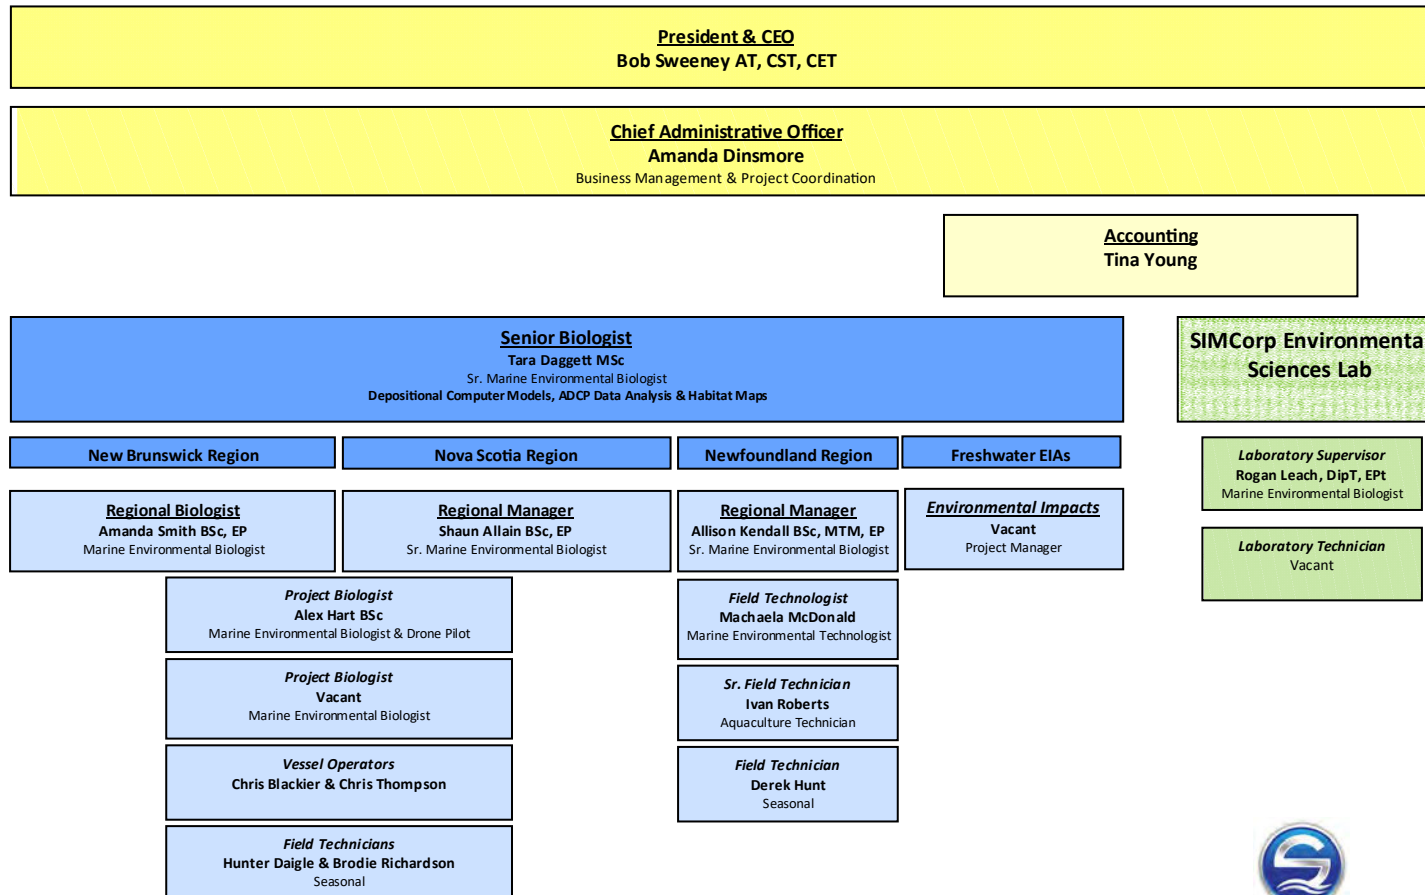 President & CEO
Bob Sweeney AT, CST, CET
Chief Administrative Officer
Amanda Dinsmore
Business Management & Project Coordination
Accounting
Tina Young
Senior Biologist
Tara Daggett MSc
Sr. Marine Environmental Biologist
Depositional Computer Models, ADCP Data Analysis & Habitat Maps
SIMCorp Environmenta
Sciences Lab
New Brunswick Region
Nova Scotia Region
Newfoundland Region
Freshwater EIAs
Regional Biologist
Amanda Smith BSc, EP
Marine Environmental Biologist
Regional Manager
Shaun Allain BSc, EP
Sr. Marine Environmental Biologist
Regional Manager
Allison Kendall BSc, MTM, EP
Sr. Marine Environmental Biologist
Environmental Impacts
Vacant
Project Manager
Laboratory Supervisor
Rogan Leach, DipT, EPt
Marine Environmental Biologist
Laboratory Technician
Vacant
Project Biologist
Alex Hart BSc
Marine Environmental Biologist & Drone Pilot
Project Biologist
Vacant
Marine Environmental Biologist
Vessel Operators
Chris Blackier & Chris Thompson
Field Technicians
Hunter Daigle & Brodie Richardson
Seasonal
Field Technologist
Machaela McDonald
Marine Environmental Technologist
Sr. Field Technician
Ivan Roberts
Aquaculture Technician
Field Technician
Derek Hunt
Seasonal